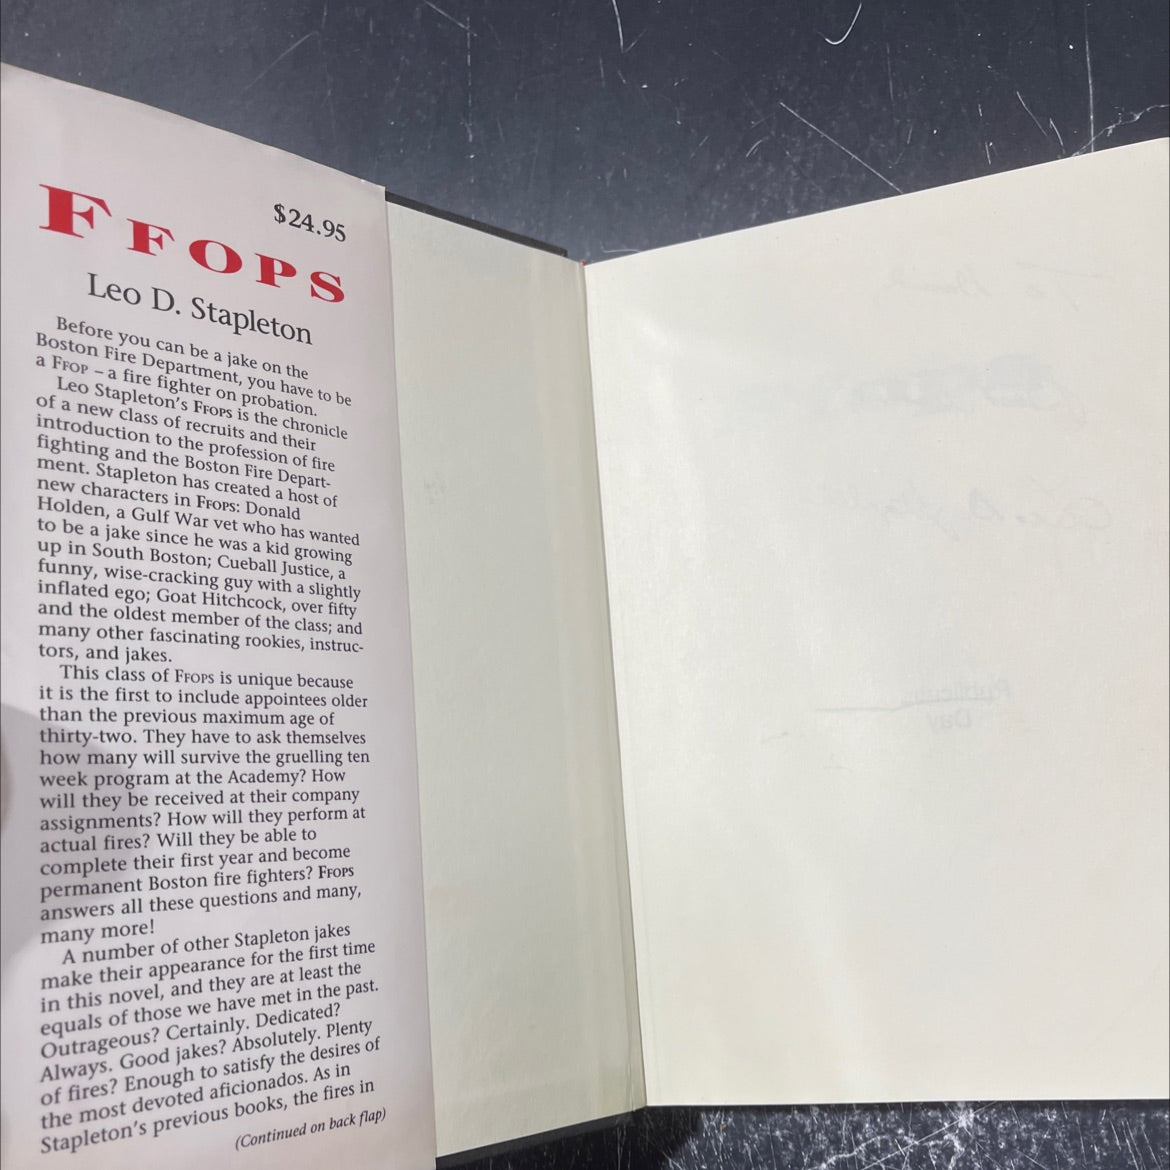 $24.95
FFOPS
Leo D. Stapleton
Before you can be a jake on the
Boston Fire Department, you have to be
a FFOP – a fire fighter on probation.
Leo Stapleton's FFOPS is the chronicle
of a new class of recruits and their
introduction to the profession of fire
fighting and the Boston Fire Depart-
ment. Stapleton has created a host of
new characters in FFOPS: Donald
Holden, a Gulf War vet who has wanted
to be a jake since he was a kid growing
up in South Boston; Cueball Justice, a
funny, wise-cracking guy with a slightly
inflated ego; Goat Hitchcock, over fifty
and the oldest member of the class; and
many other fascinating rookies, instruc-
tors, and jakes.
This class of FFOPS is unique because
it is the first to include appointees older
than the previous maximum age of
thirty-two. They have to ask themselves
how many will survive the gruelling ten
week program at the Academy? How
will they be received at their company
assignments? How will they perform at
actual fires? Will they be able to
complete their first year and become
permanent Boston fire fighters? FFOPS
answers all these questions and many,
many more!
A number of other Stapleton jakes
make their appearance for the first time
in this novel, and they are at least the
equals of those we have met in the past.
Outrageous? Certainly. Dedicated?
Always. Good jakes? Absolutely. Plenty
of fires? Enough to satisfy the desires of
the most devoted aficionados. As in
Stapleton's previous books, the fires in
(Continued on back flap)